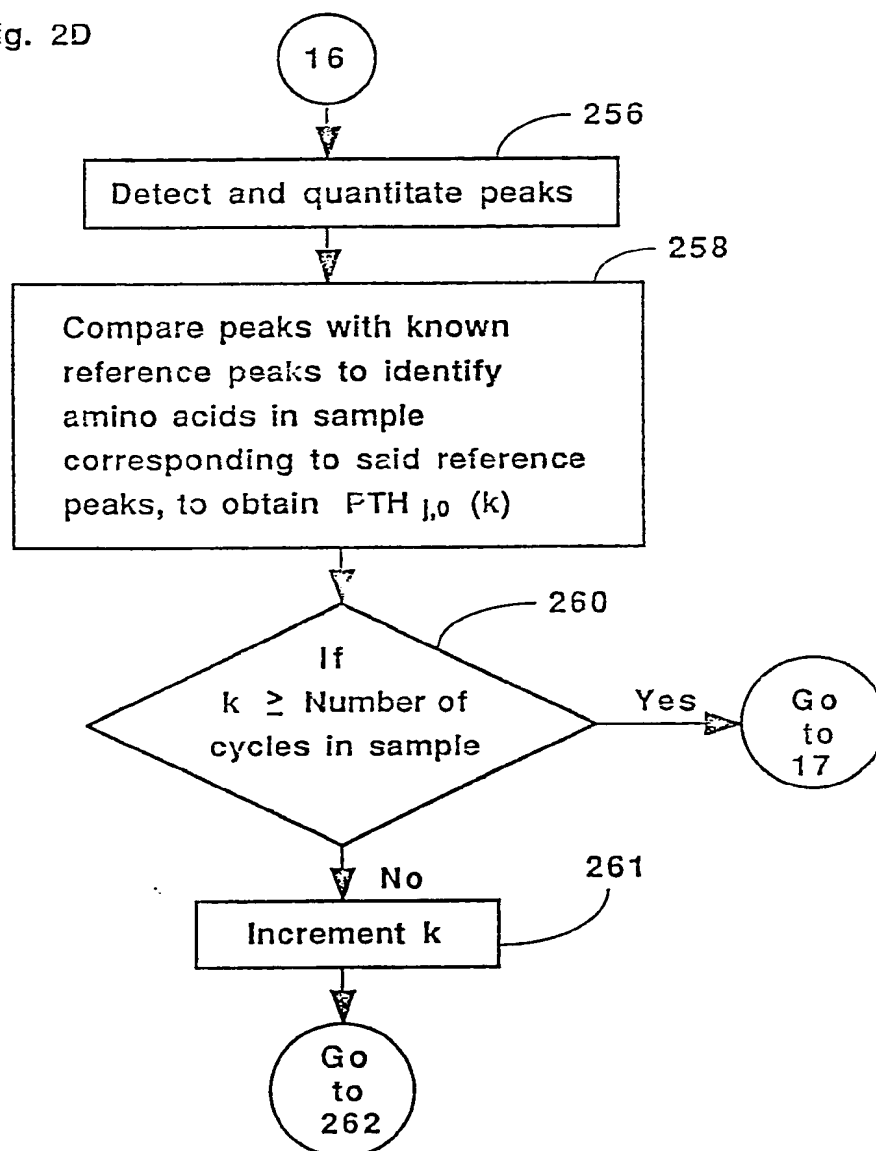 g. 2D
16
256
Detect and quantitate peaks
258
Compare peaks with known
reference peaks to identify
amino acids in sample
corresponding to said reference
peaks, to obtain PTH j,0 (k)
260
If
k ≥ Number of
cycles in sample
Yes
Go
to
17
No
261
Increment k
Go
to
262